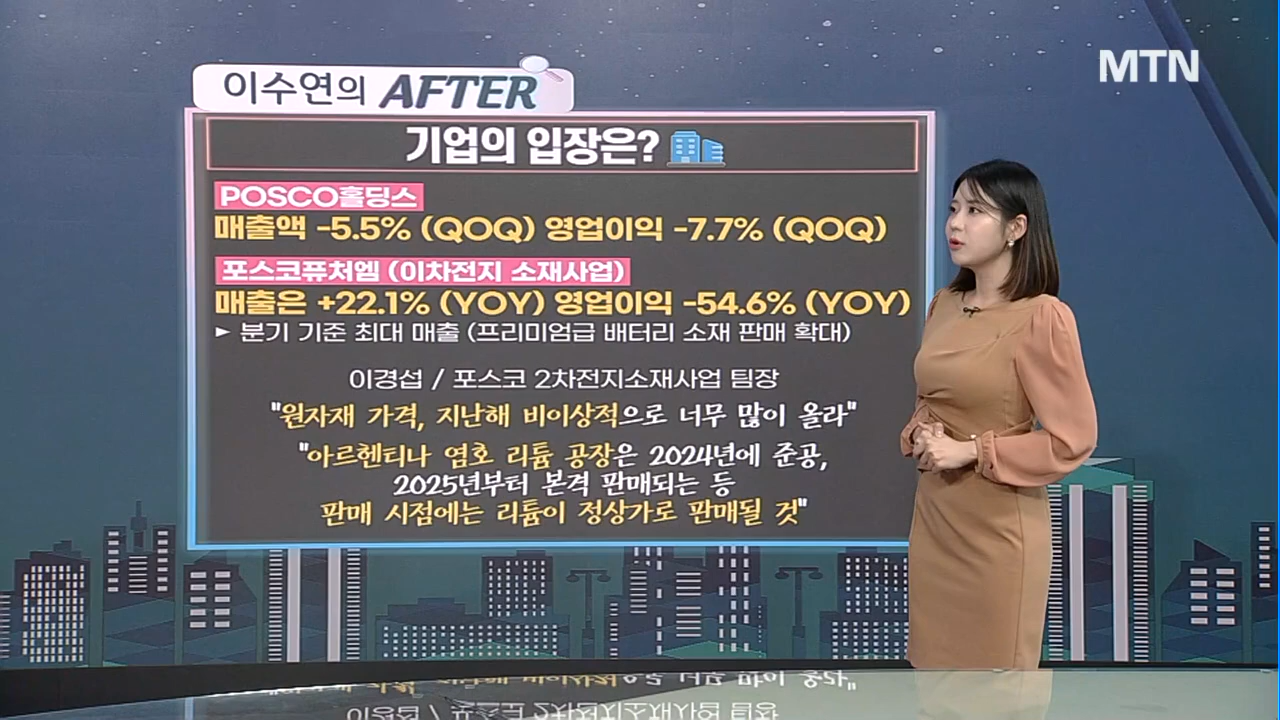 MTN
이수연의 AFTER
기업의 입장은?
POSCO홀딩스
매출액 -5.5% (QOQ) 영업이익 -7.7% (QOQ)
포스코퓨처엠 (이차전지 소재사업)
매출은 +22.1% (YOY) 영업이익 -54.6% (YOY)
► 분기 기준 최대 매출 (프리미엄급 배터리 소재 판매 확대)
이경섭 / 포스코 2차전지소재사업 팀장
"원자재 가격, 지난해 비이상적으로 너무 많이 올라"
"아르헨티나 염호 리튬 공장은 2024년에 준공,
2025년부터 본격 판매되는 등
판매 시점에는 리튬이 정상가로 판매될 것"